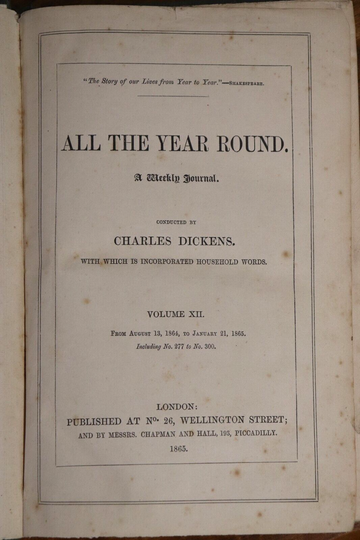 "The Story of our Lives from Year to Year."—SHAKESPEARE.
ALL THE YEAR ROUND.
A Weekly Journal.
CONDUCTED BY
CHARLES DICKENS.
WITH WHICH IS INCORPORATED HOUSEHOLD WORDS.
VOLUME XII.
FROM AUGUST 13, 1864, TO JANUARY 21, 1865.
Including No. 277 to No. 300.
LONDON:
PUBLISHED AT No. 26, WELLINGTON STREET;
AND BY MESSRS. CHAPMAN AND HALL, 193, PICCADILLY.
1865.